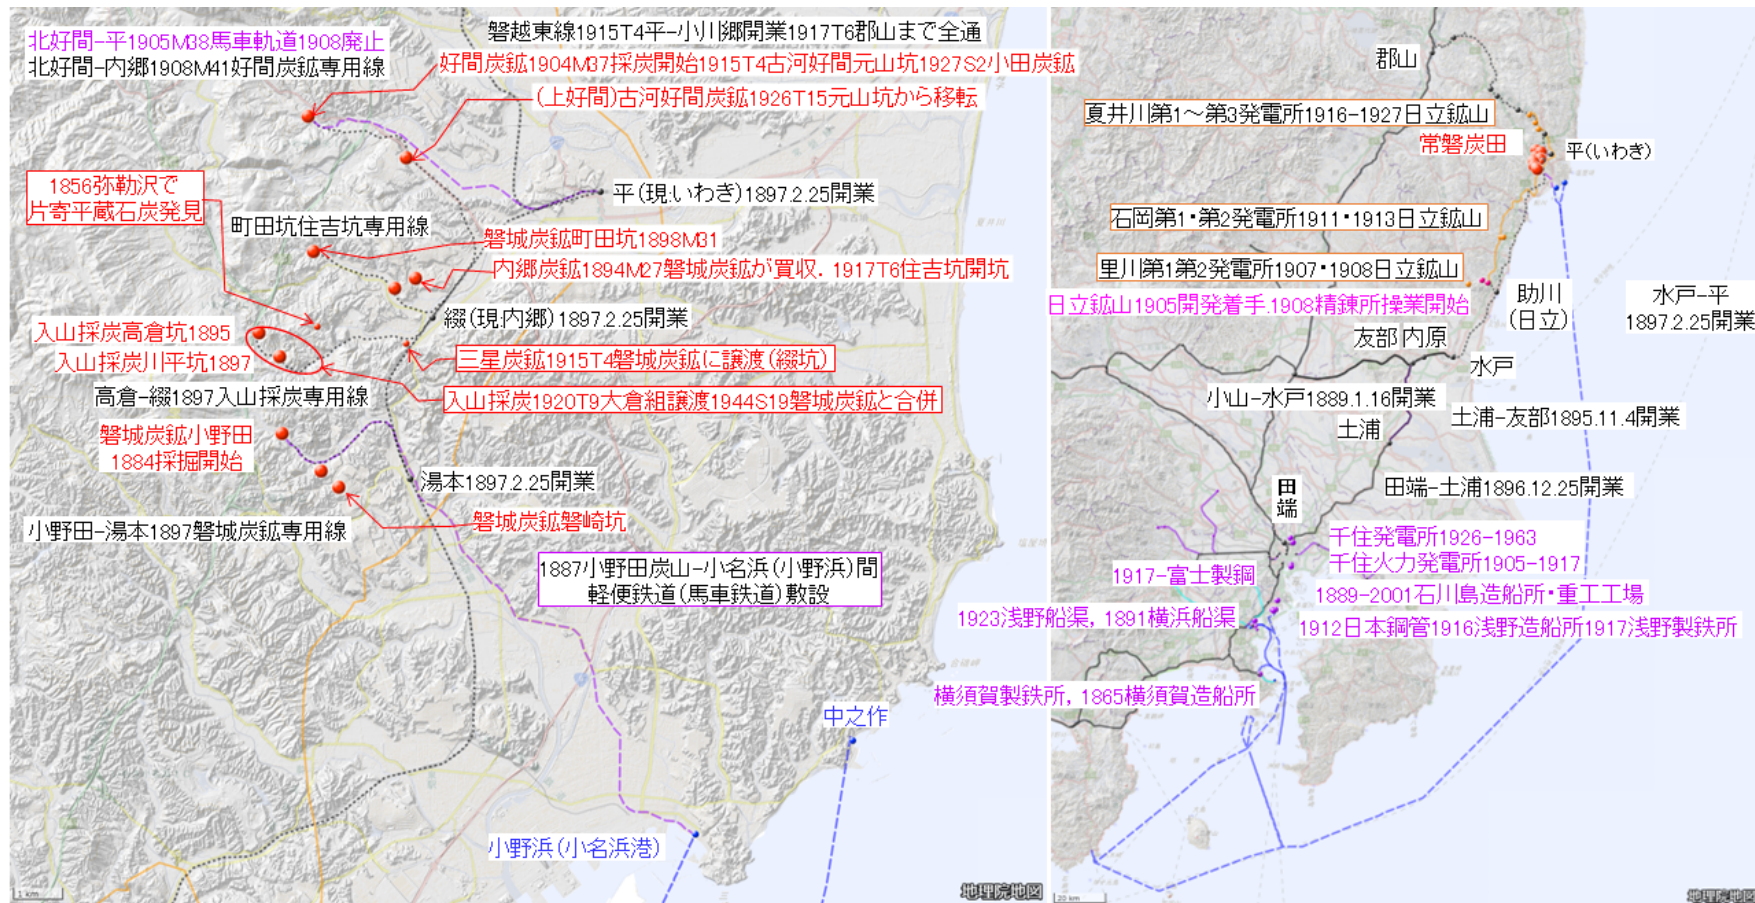 北好間-平1905M38馬車軌道1908廃止
北好間-内郷1908M41好間炭鉱専用線
磐越東線1915T4平-小川郷開業1917T6郡山まで全通
好間炭鉱1904M37採炭開始1915T4古河好間元山坑1927S2小田炭鉱
(上好間)古河好間炭鉱1926T15元山坑から移転
1856弥勒沢で
片寄平蔵石炭発見
平(現:いわき)1897.2.25開業
町田坑住吉坑専用線
磐城炭鉱町田坑1898M31
内郷炭鉱1894M27磐城炭鉱が買収. 1917T6住吉坑開坑
綴(現:内郷)1897.2.25開業
入山採炭高倉坑1895
入山採炭川平坑1897
三星炭鉱1915T4磐城炭鉱に譲渡(綴坑)
高倉-綴1897入山採炭専用線
入山採炭1920T9大倉組譲渡1944S19磐城炭鉱と合併
磐城炭鉱小野田
1884採掘開始
湯本1897.2.25開業
小野田-湯本1897磐城炭鉱専用線
磐城炭鉱磐崎坑
1887小野田炭山-小名浜(小野浜)間
軽便鉄道(馬車鉄道)敷設
中之作
小野浜(小名浜港)
1 km
地理院地図
郡山
夏井川第1～第3発電所1916-1927日立鉱山
常磐炭田
平(いわき)
石岡第1・第2発電所1911・1913日立鉱山
里川第1第2発電所1907・1908日立鉱山
日立鉱山1905開発着手.1908精錬所操業開始
助川
(日立)
水戸-平
1897.2.25開業
友部
内原
水戸
小山-水戸1889.1.16開業
土浦-友部1895.11.4開業
土浦
田端-土浦1896.12.25開業
田端
千住発電所1926-1963
千住火力発電所1905-1917
1917-富士製鋼
1889-2001石川島造船所・重工工場
1923浅野船渠, 1891横浜船渠
1912日本鋼管1916浅野造船所1917浅野製鉄所
横須賀製鉄所, 1865横須賀造船所
20 km
地理院地図